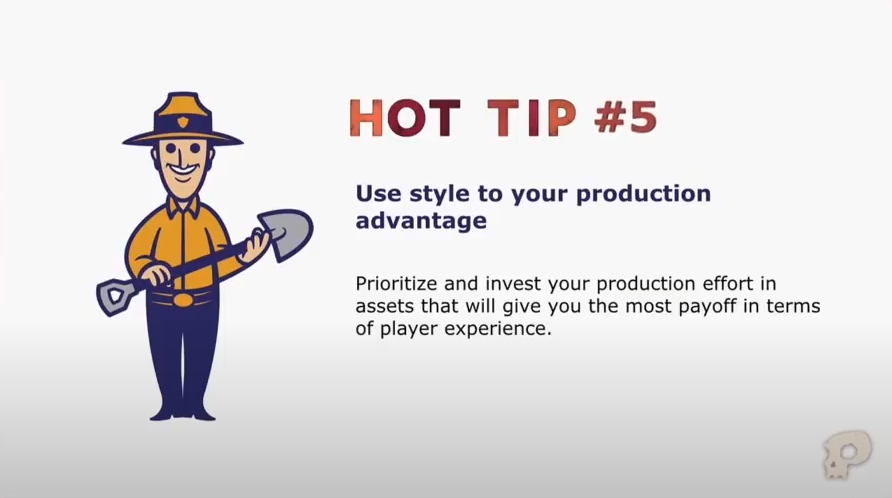 HOT TIP #5
Use style to your production
advantage
Prioritize and invest your production effort in
assets that will give you the most payoff in terms
of player experience.